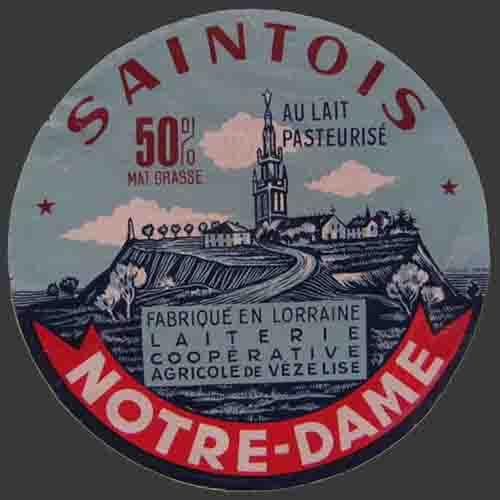 SAINTOIS
50%
MAT. GRASSE
AU LAIT
PASTEURISÉ
FABRIQUÉ EN LORRAINE
LAITERIE
COOPÉRATIVE
AGRICOLE DE VÉZELISE
NOTRE-DAME